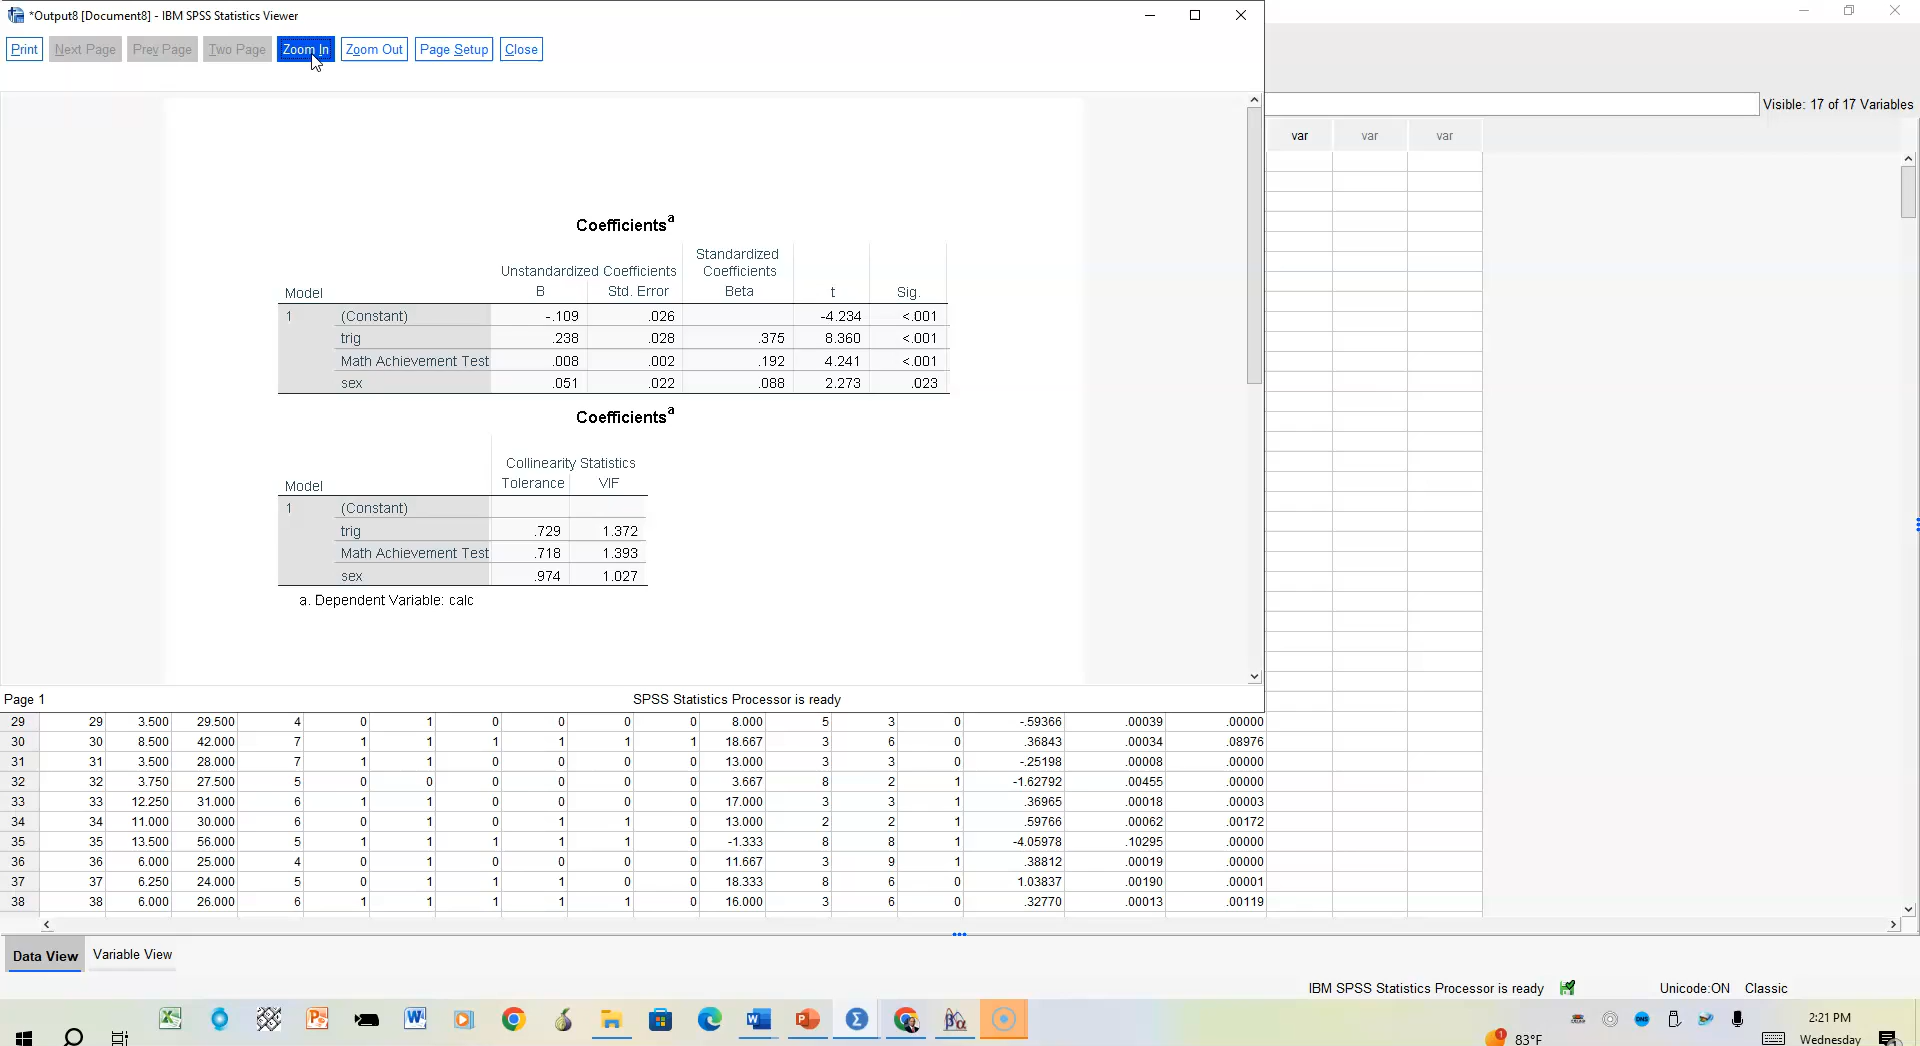 *Output8 [Document8] - IBM SPSS Statistics Viewer
Print Next Page Prev Page Two Page Zoom In Zoom Out Page Setup Close
Visible: 17 of 17 Variables
var var var
Coefficientsa
Model Unstandardized Coefficients B Std. Error Standardized Coefficients Beta t Sig.
1 (Constant) -.109 .026 -4.234 <.001
trig .238 .028 .375 8.360 <.001
Math Achievement Test .008 .002 .192 4.241 <.001
sex .051 .022 .088 2.273 .023
Coefficientsa
Model Collinearity Statistics Tolerance VIF
1 (Constant)
trig .729 1.372
Math Achievement Test .718 1.393
sex .974 1.027
a. Dependent Variable: calc
Page 1 SPSS Statistics Processor is ready
29 29 3.500 29.500 4 0 1 0 0 0 0 8.000 5 3 0 -.59366 .00039 .00000
30 30 8.500 42.000 7 1 1 1 1 1 1 18.667 3 6 0 .36843 .00034 .08976
31 31 3.500 28.000 7 1 1 0 0 0 0 13.000 3 3 0 -.25198 .00008 .00000
32 32 3.750 27.500 5 0 0 0 0 0 0 3.667 8 2 1 -1.62792 .00455 .00000
33 33 12.250 31.000 6 1 1 0 0 0 0 17.000 3 3 1 .36965 .00018 .00003
34 34 11.000 30.000 6 0 1 0 1 1 0 13.000 2 2 1 .59766 .00062 .00172
35 35 13.500 56.000 5 1 1 1 1 1 0 -1.333 8 8 1 -4.05978 .10295 .00000
36 36 6.000 25.000 4 0 1 0 0 0 0 11.667 3 9 1 .38812 .00019 .00000
37 37 6.250 24.000 5 0 1 1 1 0 0 18.333 8 6 0 1.03837 .00190 .00001
38 38 6.000 26.000 6 1 1 1 1 1 0 16.000 3 6 0 .32770 .00013 .00119
Data View Variable View
IBM SPSS Statistics Processor is ready Unicode:ON Classic
2:21 PM
83°F Wednesday